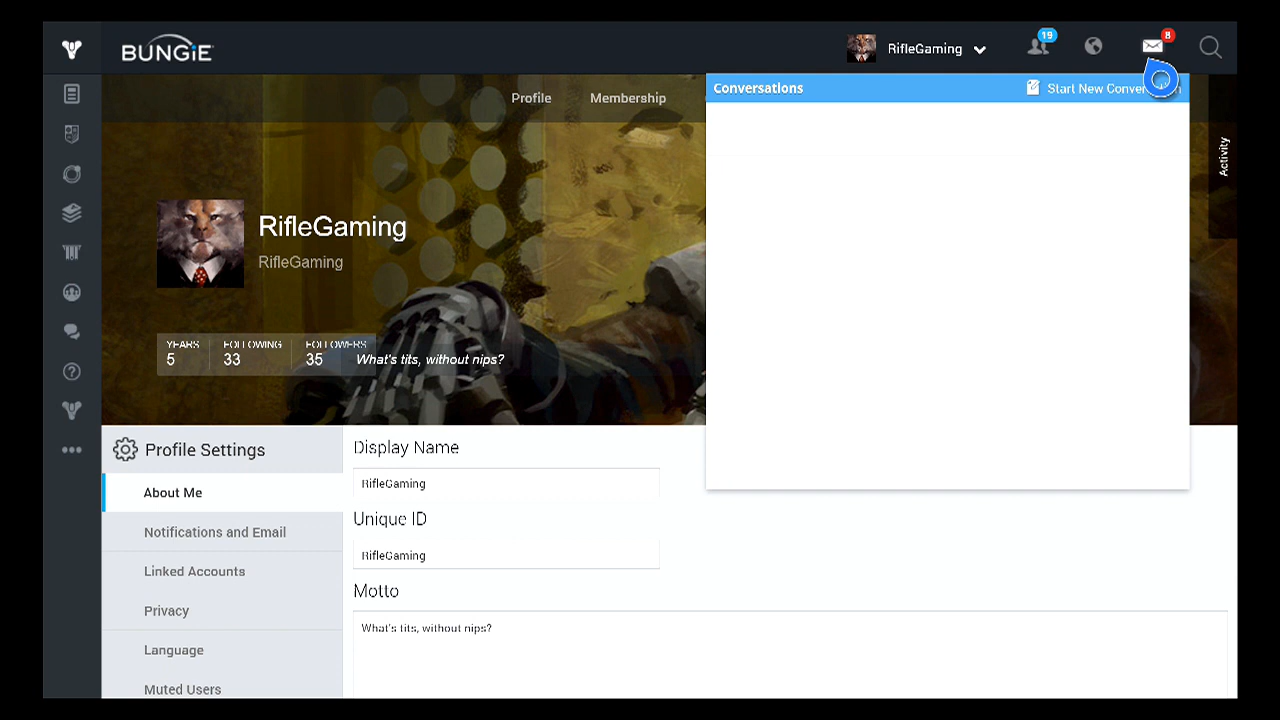 BUNGiE
RifleGaming
19
8
Conversations
Start New Conver
Profile
Membership
Activity
RifleGaming
RifleGaming
YEARS
5
FOLLOWING
33
FOLLOWERS
35
What's tits, without nips?
Profile Settings
About Me
Notifications and Email
Linked Accounts
Privacy
Language
Muted Users
Display Name
RifleGaming
Unique ID
RifleGaming
Motto
What's tits, without nips?